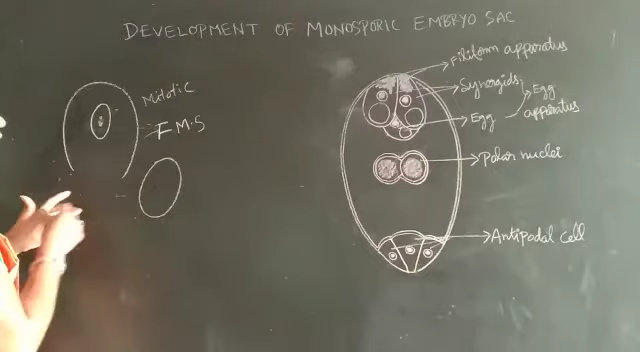 DEVELOPMENT OF MONOSPORIC EMBRYO SAC
Mitotic
F M.S
Filiform apparatus
Synergids
Egg
Egg
apparatus
Polar nuclei
Antipodal cell